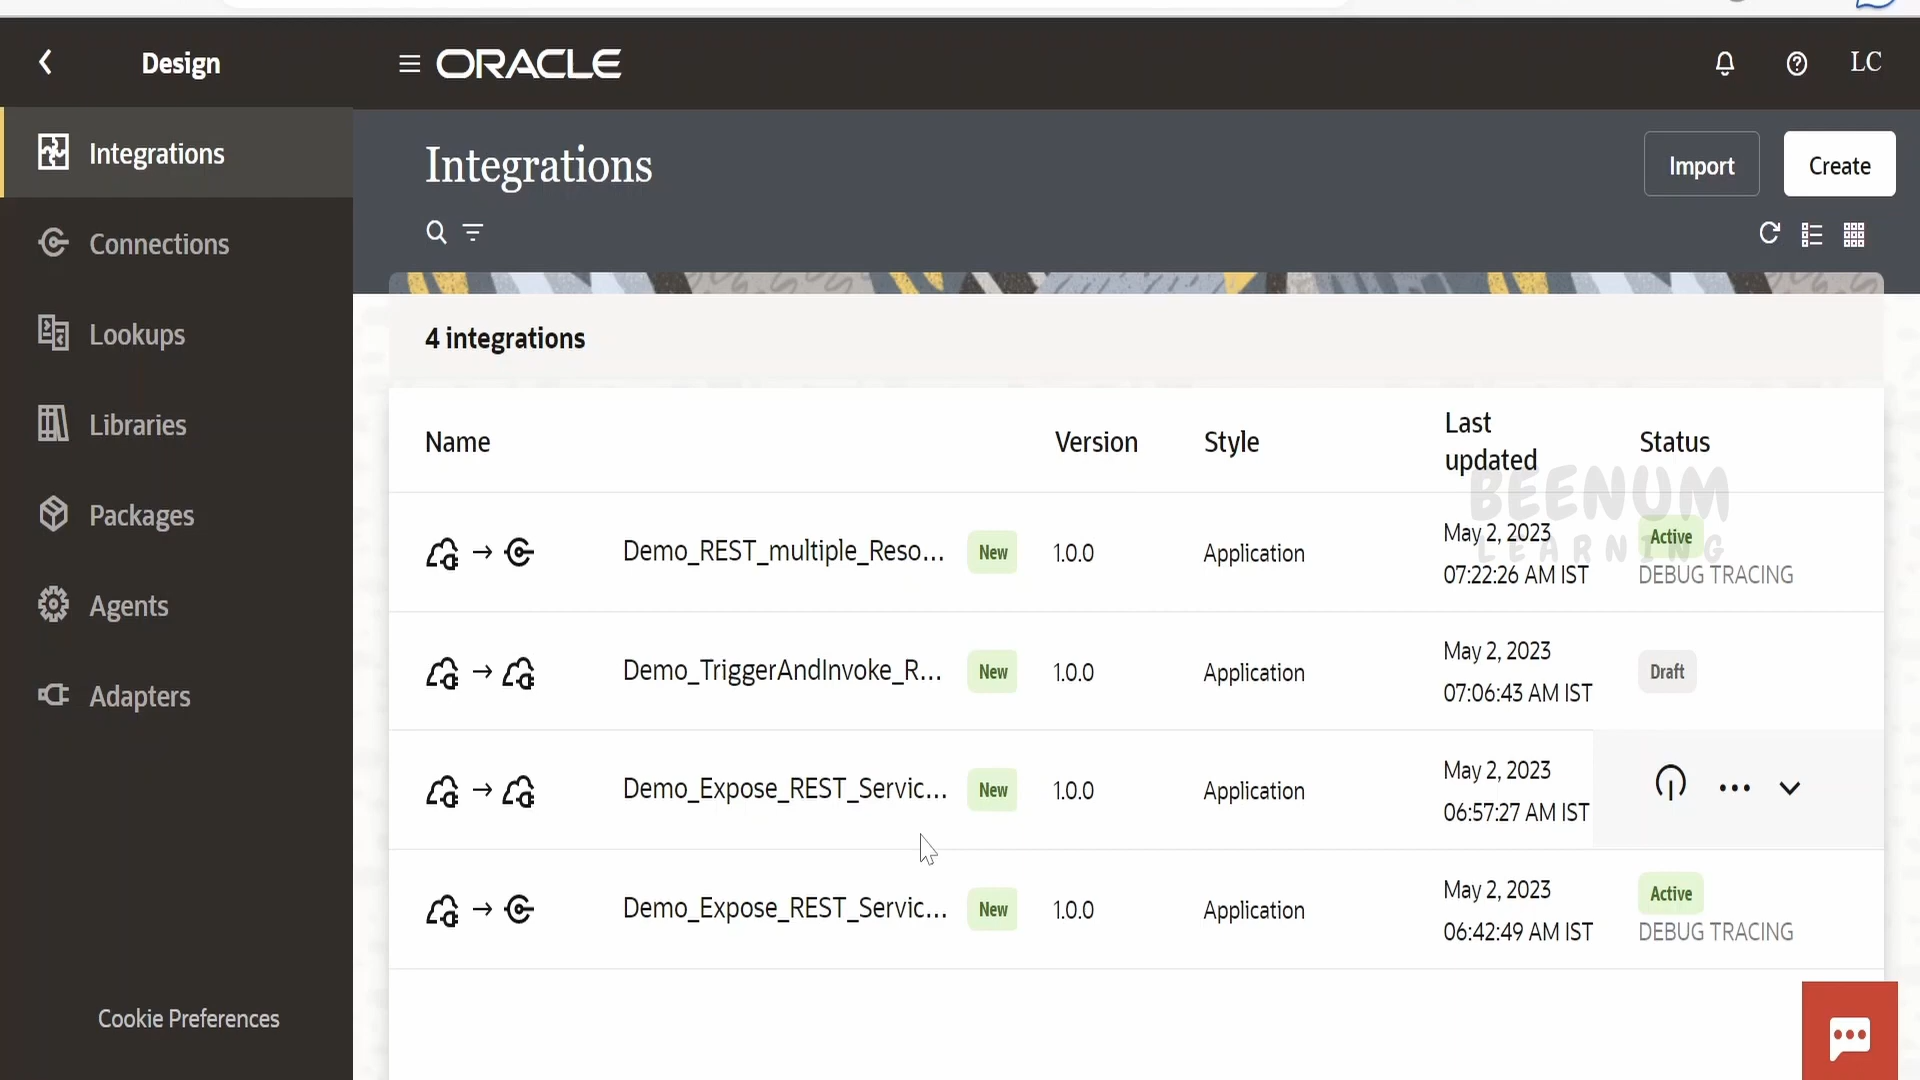 Design
ORACLE
LC
Integrations
Connections
Lookups
Libraries
Packages
Agents
Adapters
Cookie Preferences
Integrations
Import
Create
4 integrations
Name Version Style Last updated Status
Demo_REST_multiple_Reso... New 1.0.0 Application May 2, 2023 Active
07:22:26 AM IST DEBUG TRACING
Demo_TriggerAndInvoke_R... New 1.0.0 Application May 2, 2023 Draft
07:06:43 AM IST
Demo_Expose_REST_Servic... New 1.0.0 Application May 2, 2023
06:57:27 AM IST
Demo_Expose_REST_Servic... New 1.0.0 Application May 2, 2023 Active
06:42:49 AM IST DEBUG TRACING
BEENUM
LEARNING